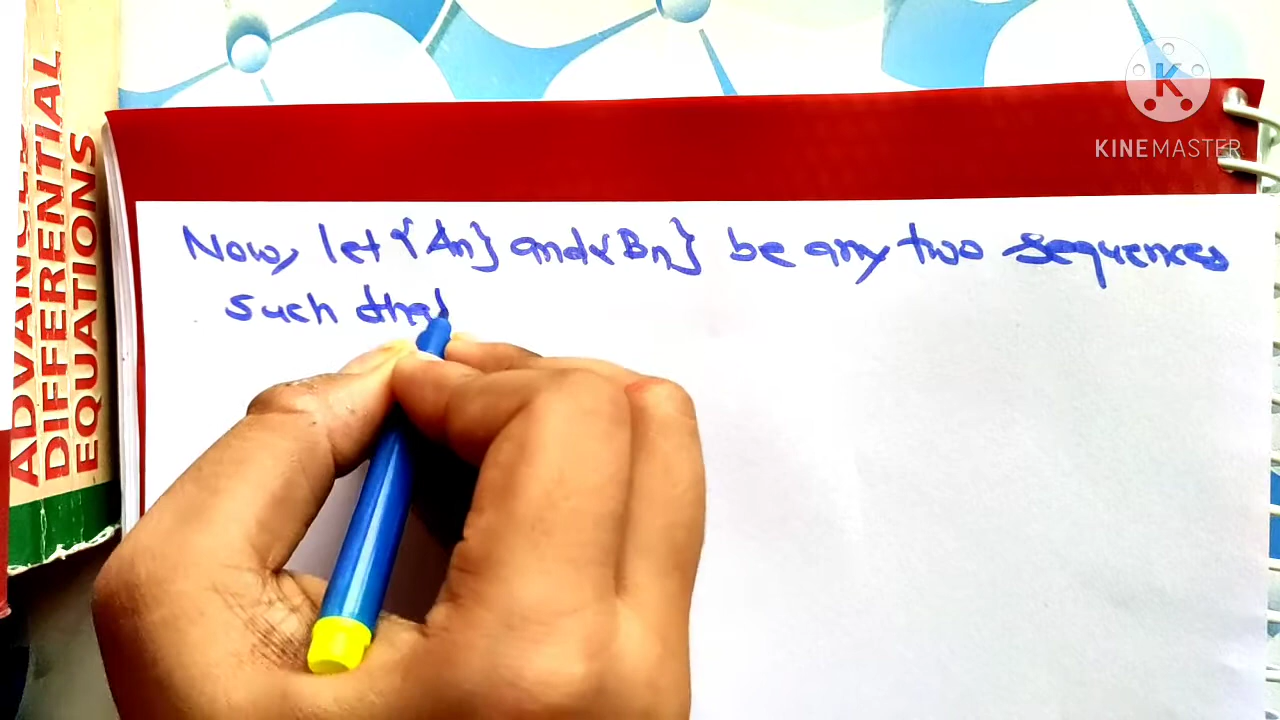 ADVANCED
DIFFERENTIAL
EQUATIONS
KINEMASTER
Now, let {An} and {Bn} be any two sequences
such that